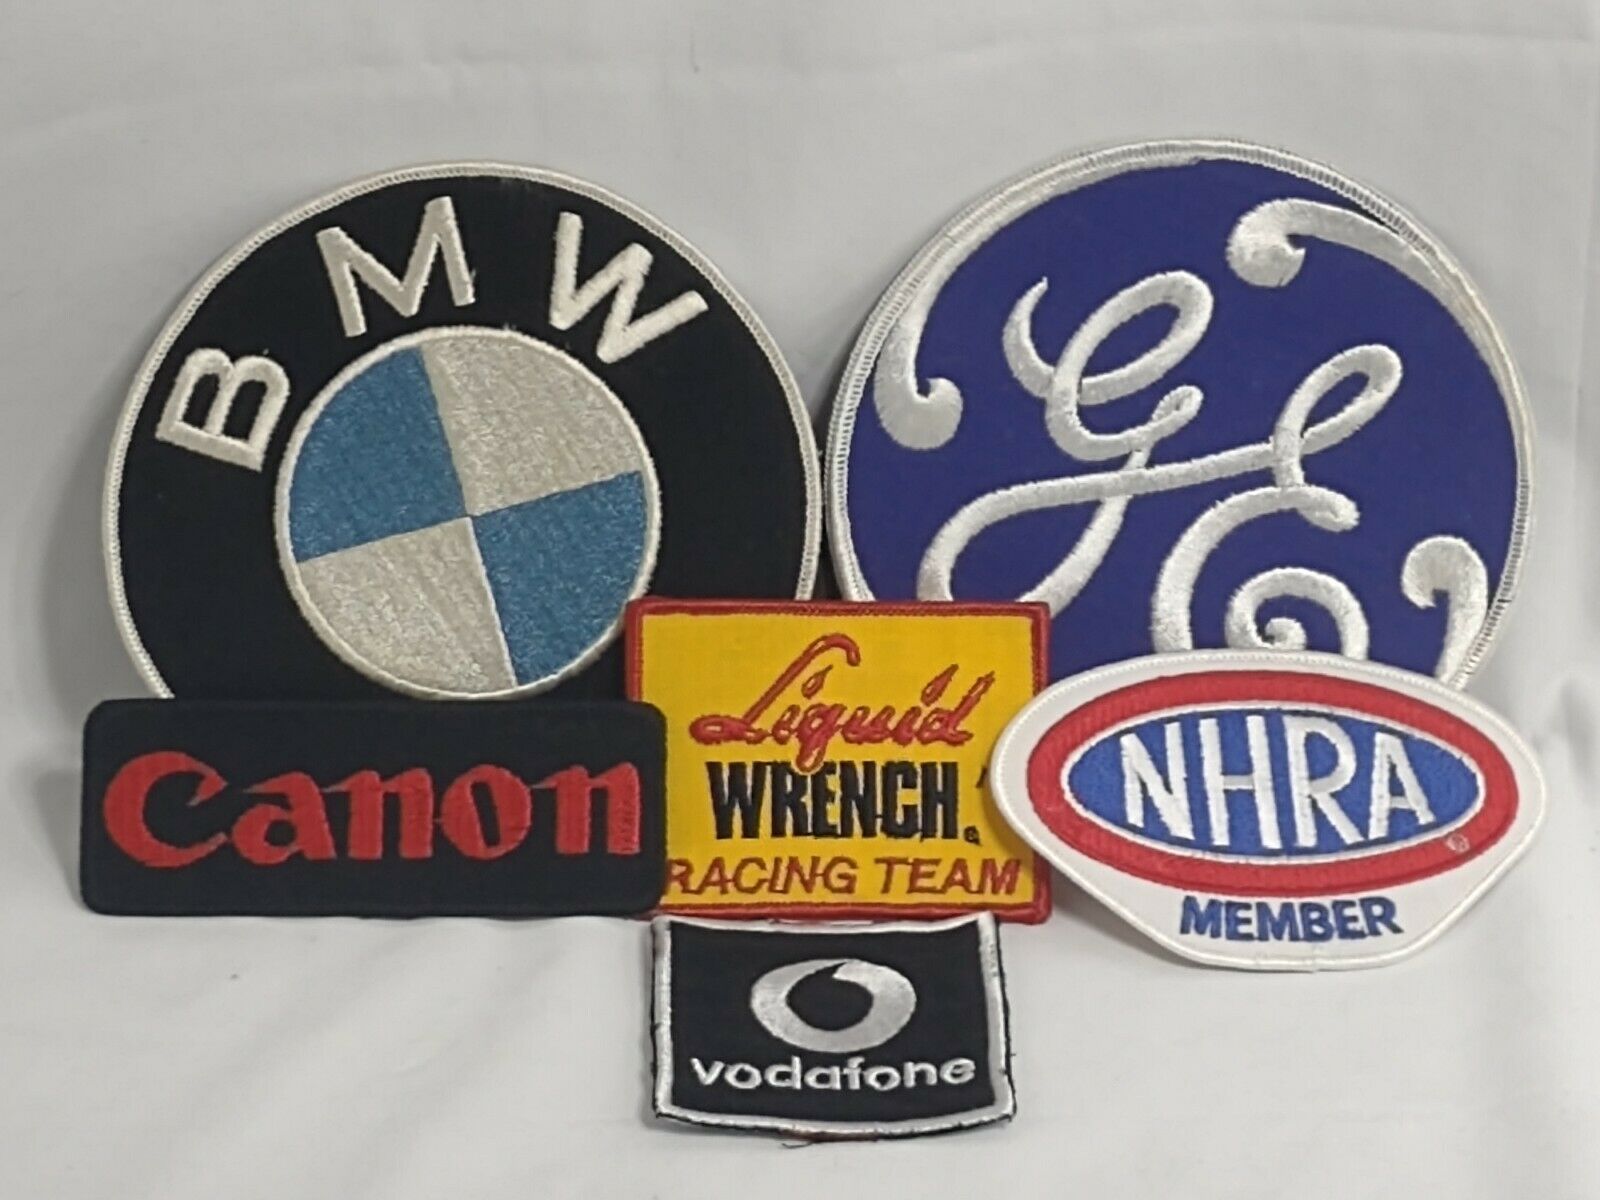 BMW
GE
Canon
Liquid
WRENCH®
RACING TEAM
NHRA®
MEMBER
vodafone